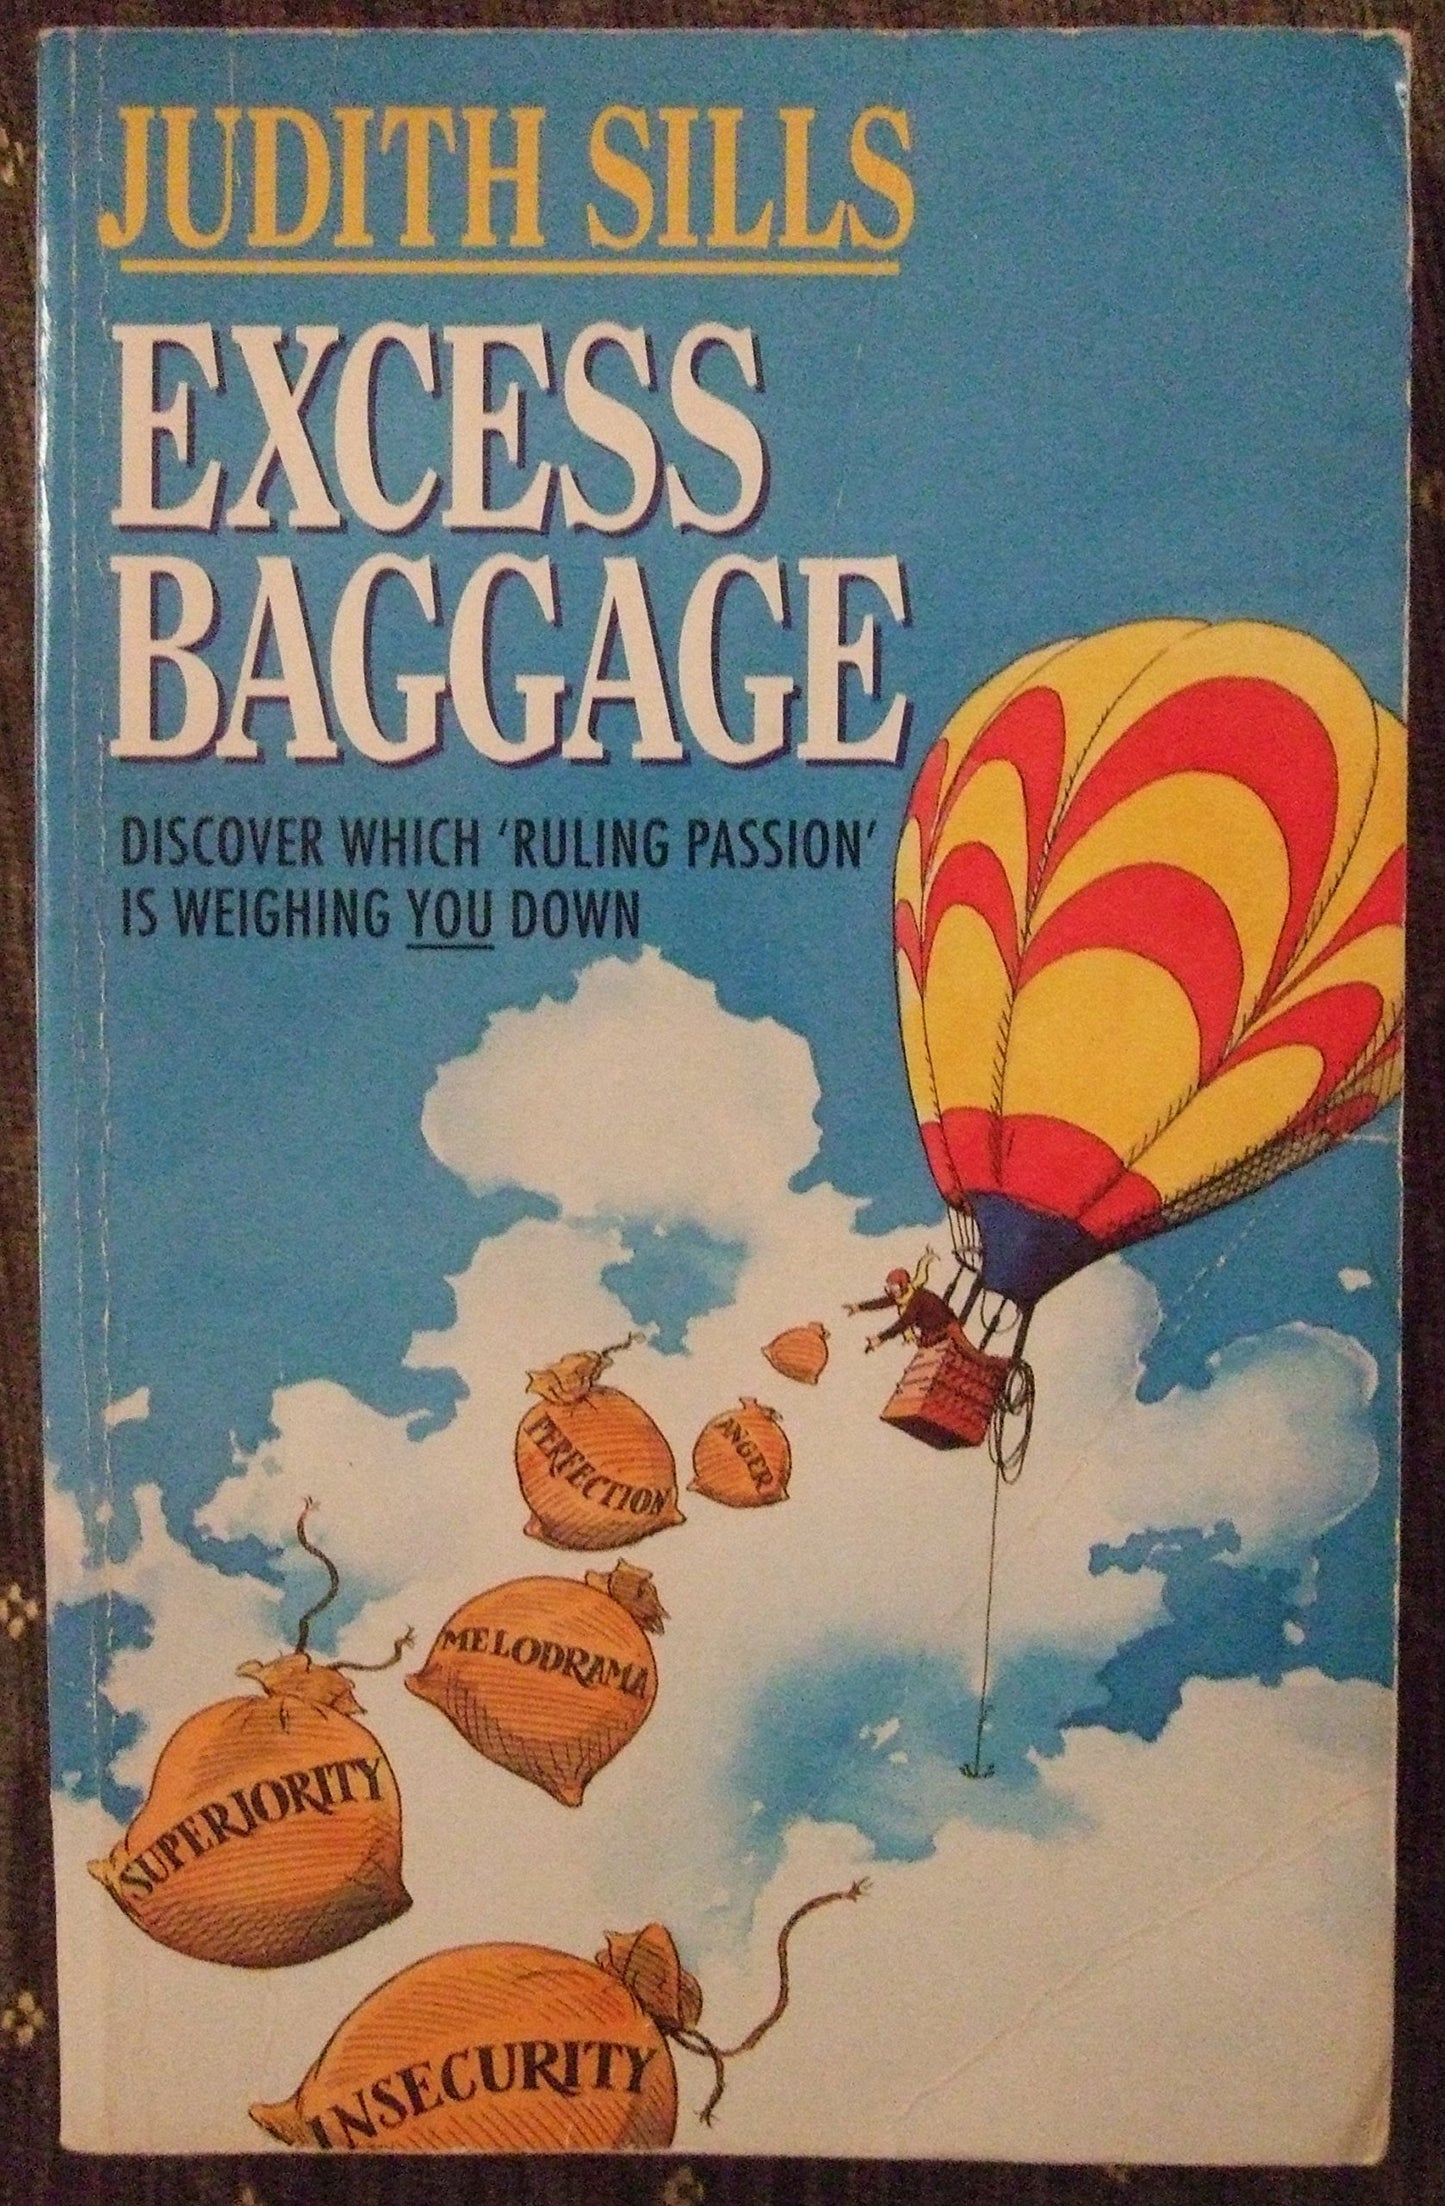 JUDITH SILLS
EXCESS
BAGGAGE
DISCOVER WHICH 'RULING PASSION'
IS WEIGHING YOU DOWN
PERFECTION
ANGER
MELODRAMA
SUPERIORITY
INSECURITY